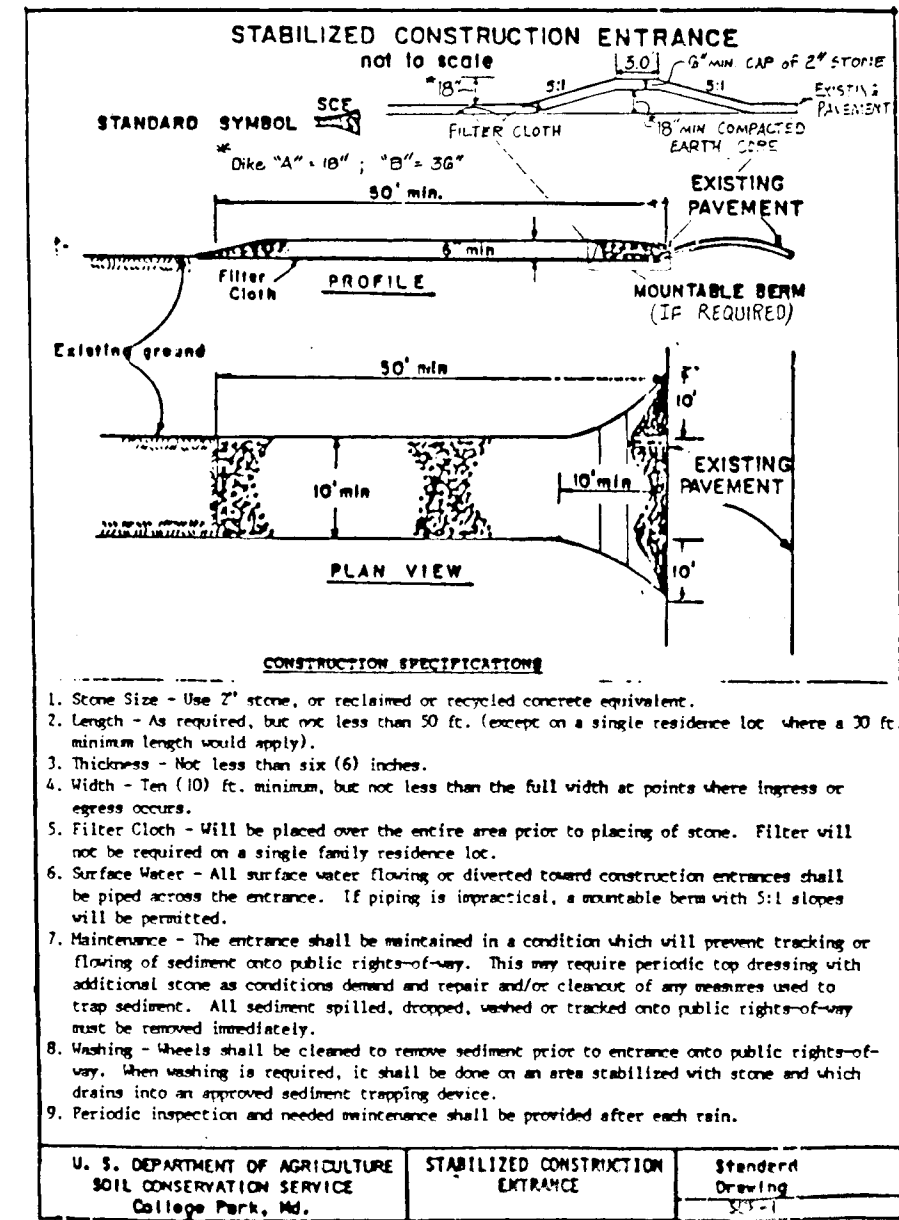 STABILIZED CONSTRUCTION ENTRANCE
not to scale
3.0'
6" MIN. CAP of 2" STONE
*18"
5:1
5:1
EXISTING
PAVEMENT
STANDARD SYMBOL
SCE
FILTER CLOTH
*18" MIN COMPACTED
EARTH CORE
* Dike "A" = 18" ; "B" = 36"
50' min.
EXISTING
PAVEMENT
6" min
Filter
Cloth
PROFILE
MOUNTABLE BERM
(IF REQUIRED)
Existing ground
50' min
10'
10' min
10' min
EXISTING
PAVEMENT
10'
PLAN VIEW
CONSTRUCTION SPECIFICATIONS
1. Stone Size - Use 2" stone, or reclaimed or recycled concrete equivalent.
2. Length - As required, but not less than 50 ft. (except on a single residence lot where a 30 ft.
minimum length would apply).
3. Thickness - Not less than six (6) inches.
4. Width - Ten (10) ft. minimum, but not less than the full width at points where ingress or
egress occurs.
5. Filter Cloth - Will be placed over the entire area prior to placing of stone. Filter will
not be required on a single family residence lot.
6. Surface Water - All surface water flowing or diverted toward construction entrances shall
be piped across the entrance. If piping is impractical, a mountable berm with 5:1 slopes
will be permitted.
7. Maintenance - The entrance shall be maintained in a condition which will prevent tracking or
flowing of sediment onto public rights-of-way. This may require periodic top dressing with
additional stone as conditions demand and repair and/or cleanout of any measures used to
trap sediment. All sediment spilled, dropped, washed or tracked onto public rights-of-way
must be removed immediately.
8. Washing - Wheels shall be cleaned to remove sediment prior to entrance onto public rights-of-
way. When washing is required, it shall be done on an area stabilized with stone and which
drains into an approved sediment trapping device.
9. Periodic inspection and needed maintenance shall be provided after each rain.
U. S. DEPARTMENT OF AGRICULTURE
SOIL CONSERVATION SERVICE
College Park, Md.
STABILIZED CONSTRUCTION
ENTRANCE
Standard
Drawing